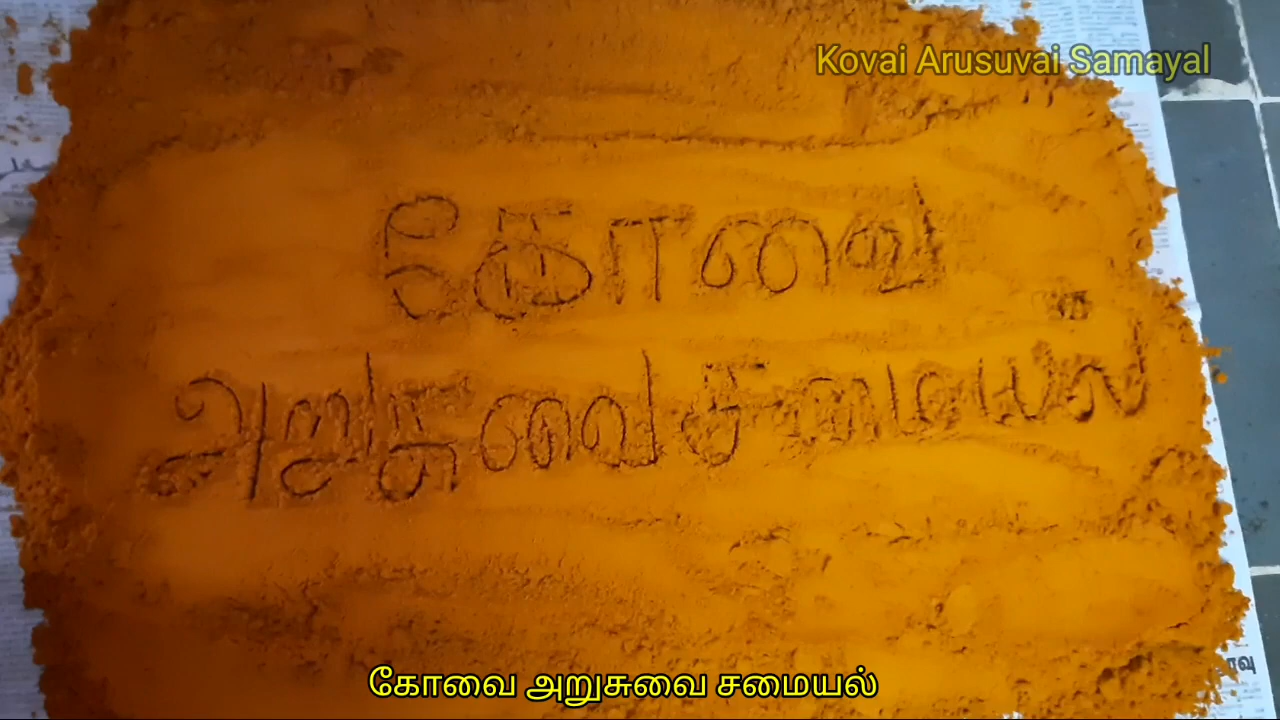 Kovai Arusuvai Samayal
கோவை
அறுசுவை சமையல்
கோவை அறுசுவை சமையல்